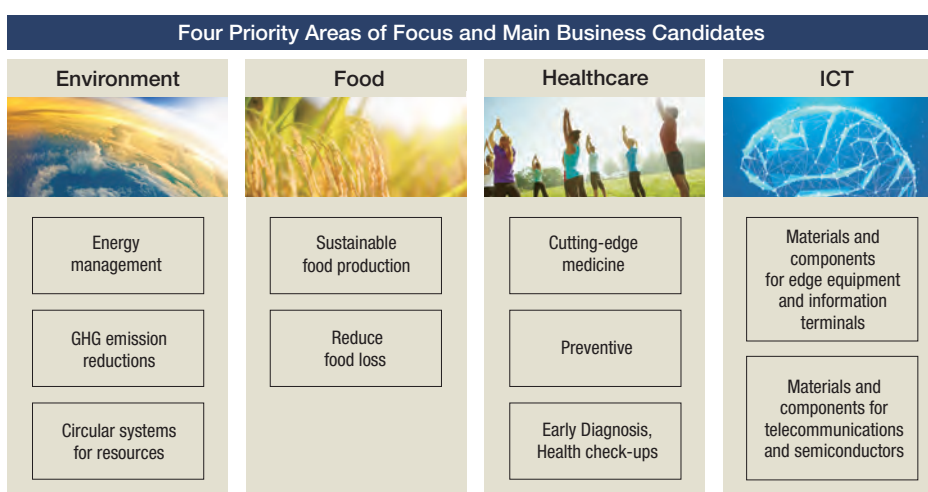 Four Priority Areas of Focus and Main Business Candidates
Environment
Energy
management
GHG emission
reductions
Circular systems
for resources
Food
Sustainable
food production
Reduce
food loss
Healthcare
Cutting-edge
medicine
Preventive
Early Diagnosis,
Health check-ups
ICT
Materials and
components
for edge equipment
and information
terminals
Materials and
components for
telecommunications
and semiconductors